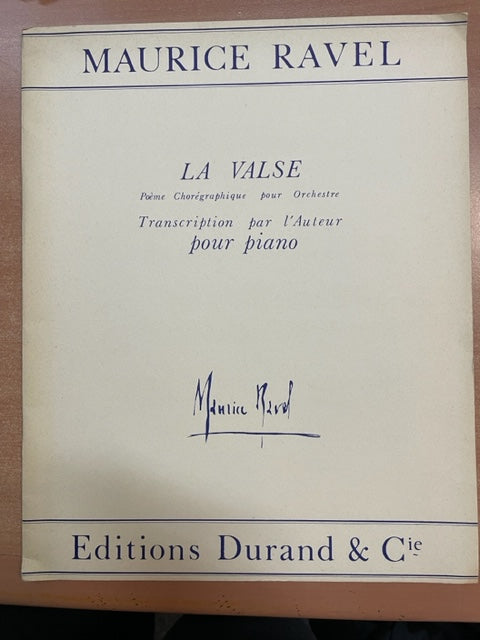 MAURICE RAVEL
LA VALSE
Poème Chorégraphique pour Orchestre
Transcription par l'Auteur
pour piano
Maurice Ravel
Editions Durand & Cie